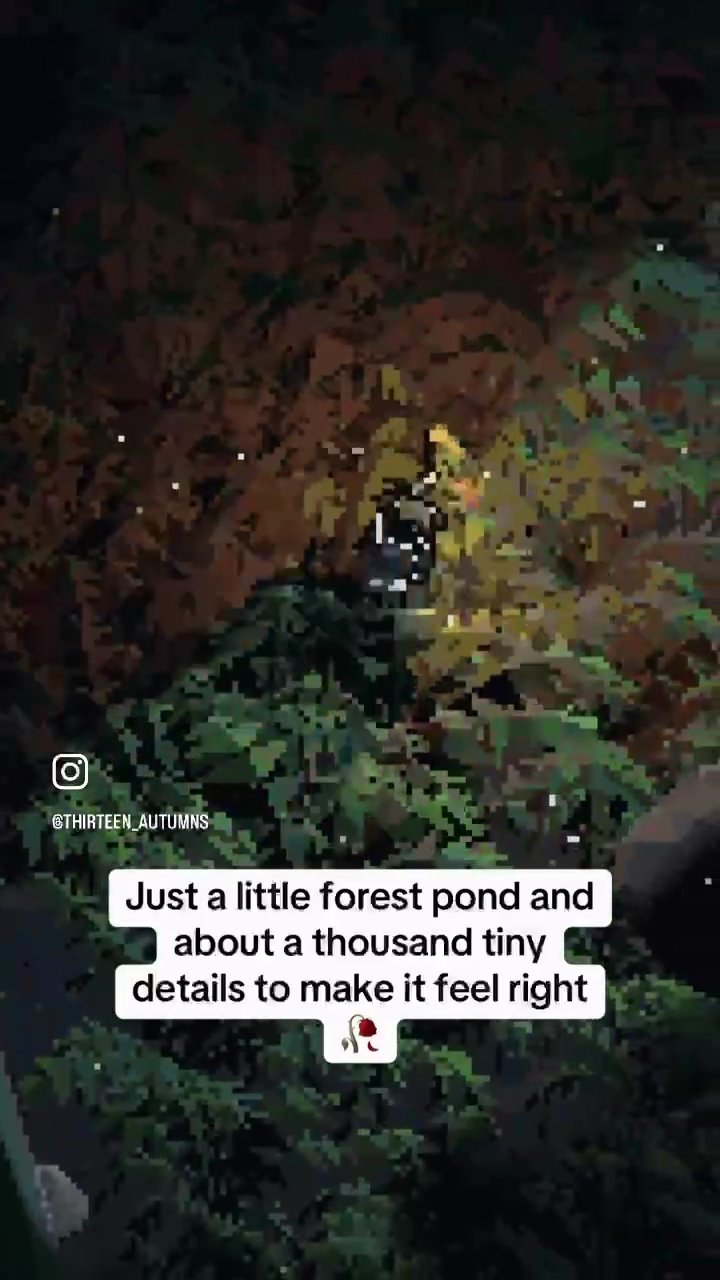 @THIRTEEN_AUTUMNS
Just a little forest pond and
about a thousand tiny
details to make it feel right
🥀